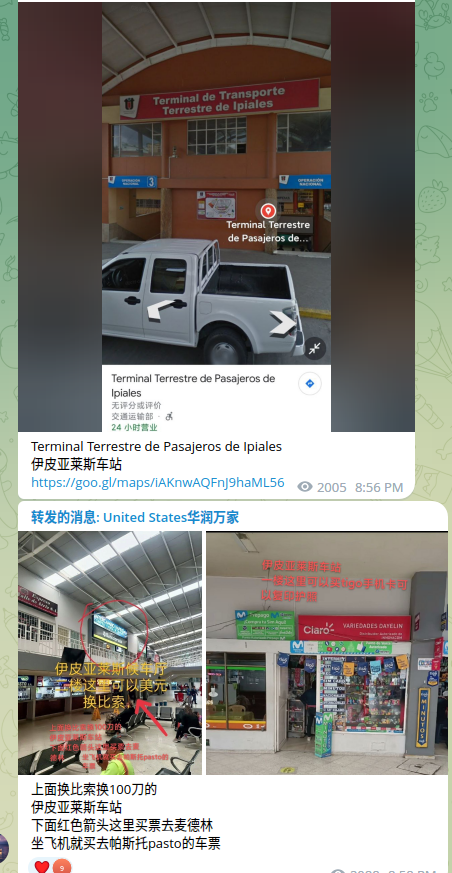 Terminal de Transporte
Terrestre de Ipiales
OPERACIÓN
NACIONAL
3
OPERACIÓN
NACIONAL
Terminal Terrestre
de Pasajeros de...
Terminal Terrestre de Pasajeros de
Ipiales
无评分或评价
交通运输部 ·
24 小时营业
Terminal Terrestre de Pasajeros de Ipiales
伊皮亚莱斯车站
https://goo.gl/maps/iAKnwAQFnJ9haML56
2005 8:56 PM
转发的消息: United States华润万家
伊皮亚莱斯候车厅
一楼这里可以美元
换比索,
上面换比索换100刀的
伊皮亚莱斯车站
下面红色箭头这里买票去麦德林
坐飞机就买去帕斯托pasto的
车票
伊皮亚莱斯车站
一楼这里可以买tigo手机卡可
以复印护照
Claro
VARIEDADES DAYELIN
MINUTOS
上面换比索换100刀的
伊皮亚莱斯车站
下面红色箭头这里买票去麦德林
坐飞机就买去帕斯托pasto的车票
9